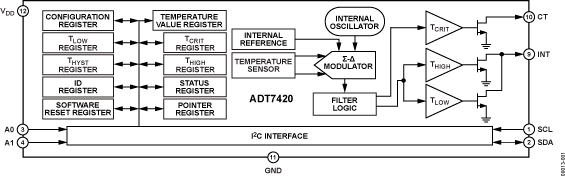 VDD 12
CONFIGURATION
REGISTER
TEMPERATURE
VALUE REGISTER
INTERNAL
OSCILLATOR
TLOW
REGISTER
TCRIT
REGISTER
INTERNAL
REFERENCE
TCRIT
10 CT
THYST
REGISTER
THIGH
REGISTER
TEMPERATURE
SENSOR
Σ-Δ
MODULATOR
THIGH
9 INT
ID
REGISTER
STATUS
REGISTER
SOFTWARE
RESET REGISTER
POINTER
REGISTER
ADT7420
FILTER
LOGIC
TLOW
A0 3
A1 4
I2C INTERFACE
1 SCL
2 SDA
11
GND
09013-001